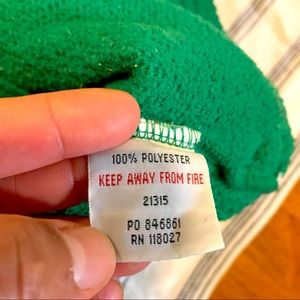 100% POLYESTER
KEEP AWAY FROM FIRE
21315
PO 846861
RN 118027